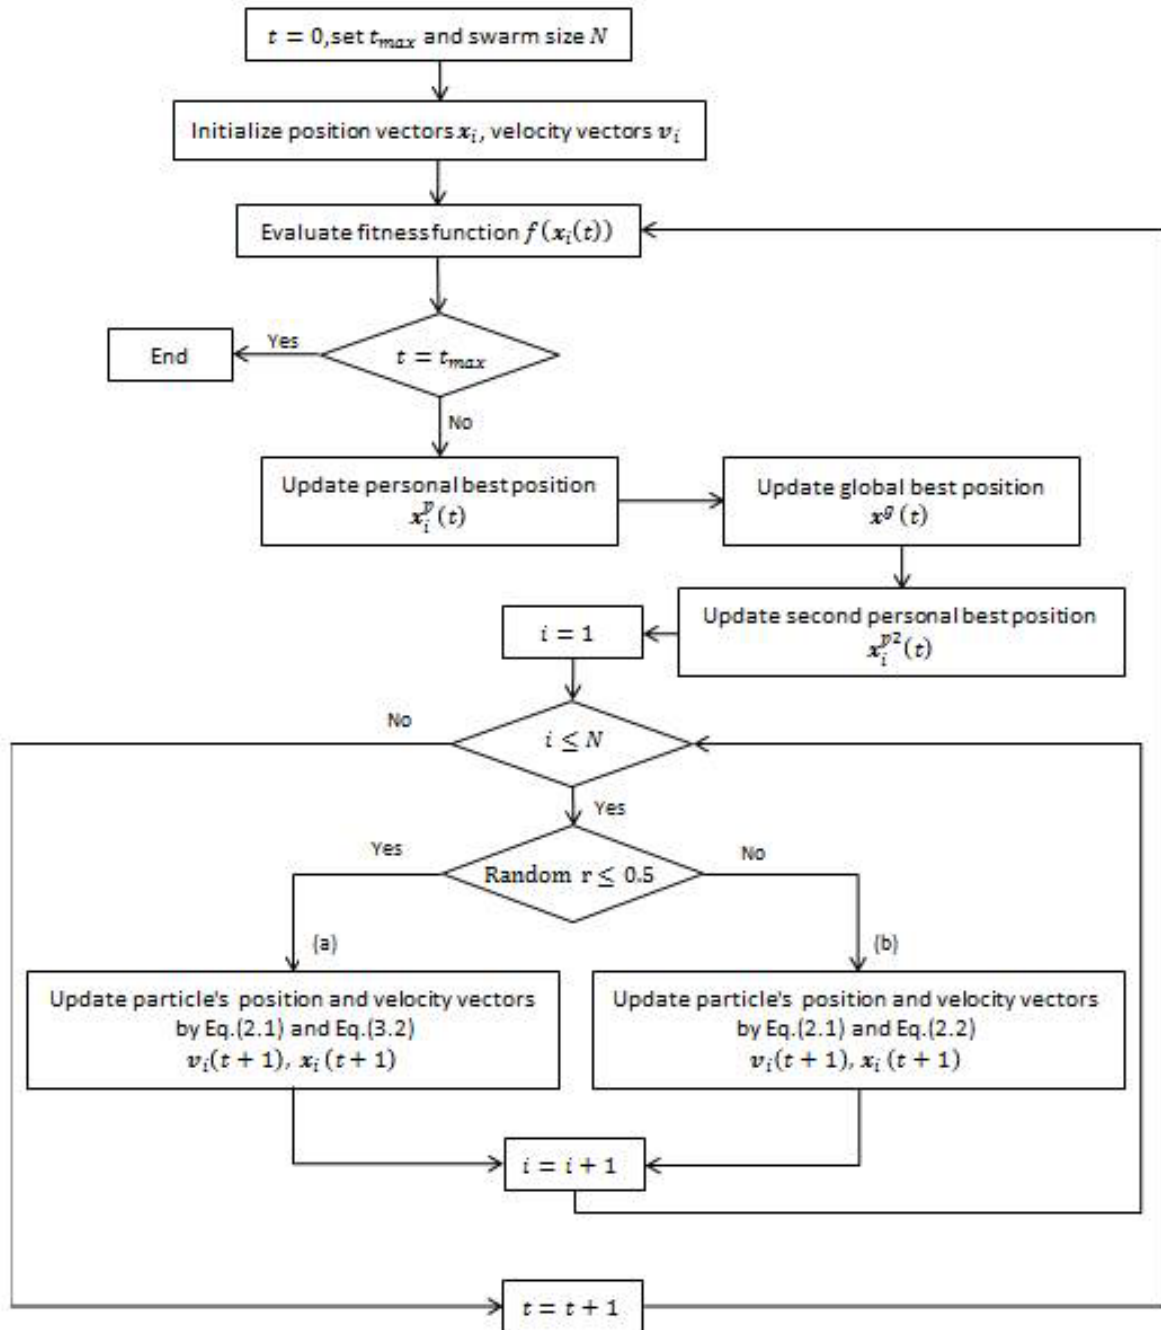 t = 0,set t_max and swarm size N
Initialize position vectors x_i, velocity vectors v_i
Evaluate fitness function f(x_i(t))
Yes
End
t = t_max
No
Update personal best position
x_i^p(t)
Update global best position
x^g(t)
Update second personal best position
x_i^{p2}(t)
i = 1
No
i ≤ N
Yes
Yes
Random r ≤ 0.5
No
(a)
(b)
Update particle's position and velocity vectors
by Eq.(2.1) and Eq.(3.2)
v_i(t + 1), x_i(t + 1)
Update particle's position and velocity vectors
by Eq.(2.1) and Eq.(2.2)
v_i(t + 1), x_i(t + 1)
i = i + 1
t = t + 1